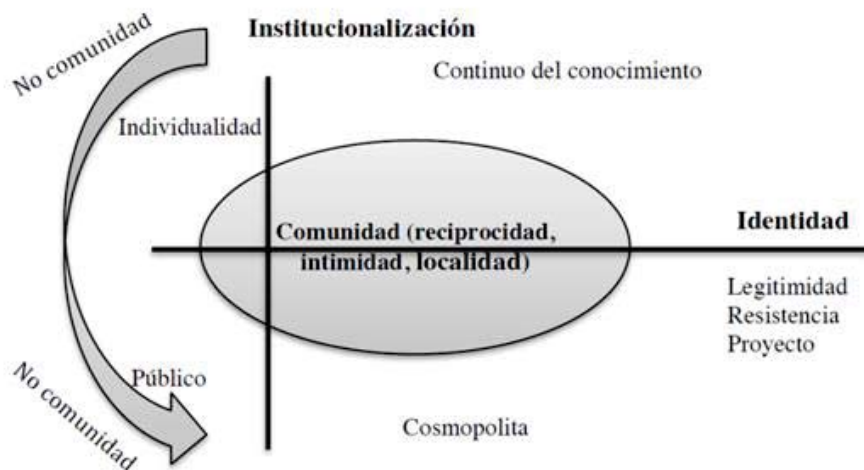 No comunidad
Institucionalización
Continuo del conocimiento
Individualidad
Comunidad (reciprocidad,
intimidad, localidad)
Identidad
Legitimidad
Resistencia
Proyecto
Público
No comunidad
Cosmopolita